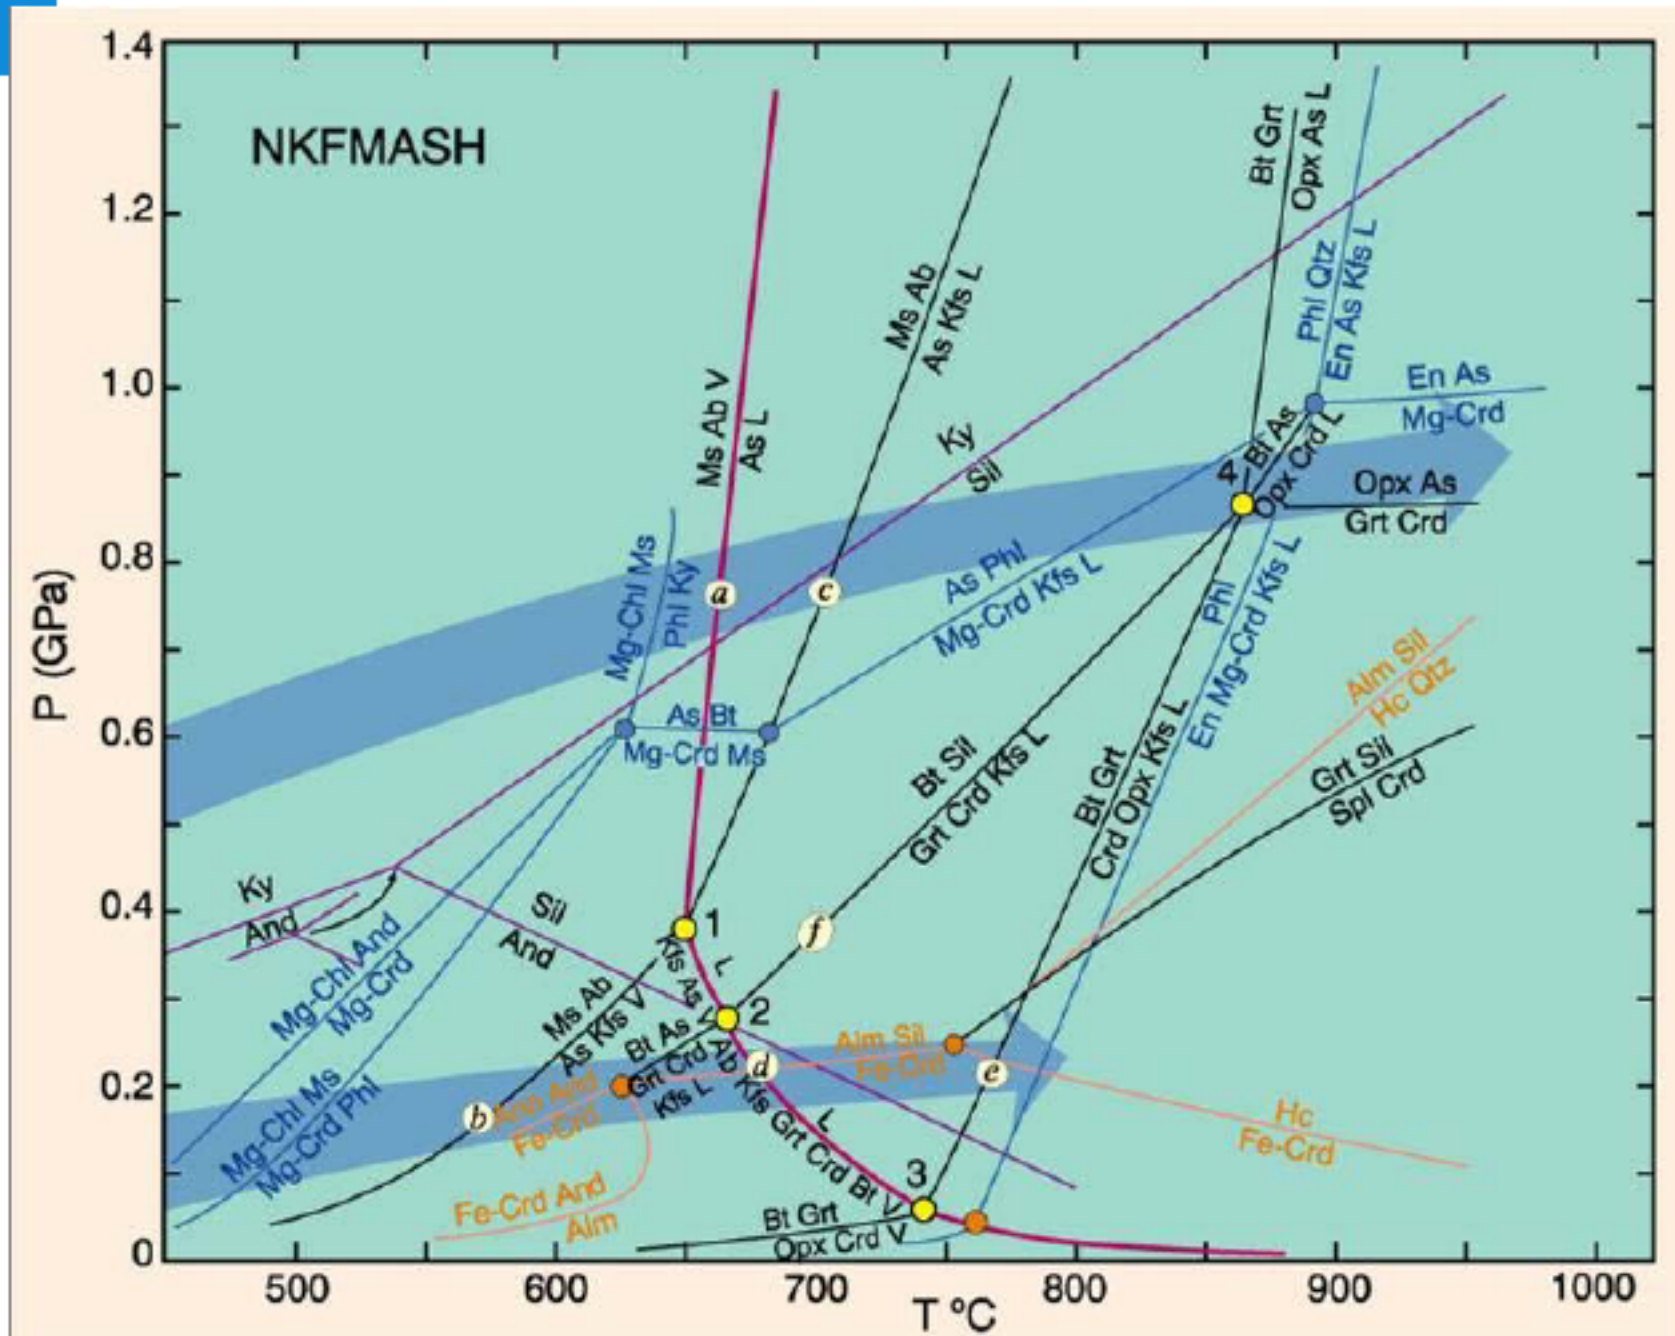 NKFMASH
1.4
1.2
1.0
0.8
0.6
0.4
0.2
0
P (GPa)
500
600
700
800
900
1000
T ºC
Bt Grt
Opx As L
Phl Qtz
En As Kfs L
Ms Ab
As Kfs L
Ms Ab V
As L
Ky
Sil
En As
Mg-Crd
Bt As
Opx Crd L
4
Opx As
Grt Crd
Mg-Chl Ms
Phl Ky
a
c
As Phl
Mg-Crd Kfs L
Phl
En Mg-Crd Kfs L
As Bt
Mg-Crd Ms
Bt Sil
Grt Crd Kfs L
Bt Grt
Crd Opx Kfs L
Alm Sil
Hc Qtz
Grt Sil
Spl Crd
Ky
And
Sil
And
1
f
L
Kfs As V
Mg-Chl And
Mg-Crd
Ms Ab
As Kfs V
2
Bt As
Grt Crd
Kfs L
d
Alm Sil
Fe-Crd
e
b
Ann And
Fe-Crd
Mg-Chl Ms
Mg-Crd Phl
L
Ab Kfs Grt Crd Bt V
Hc
Fe-Crd
Fe-Crd And
Alm
3
Bt Grt
Opx Crd V